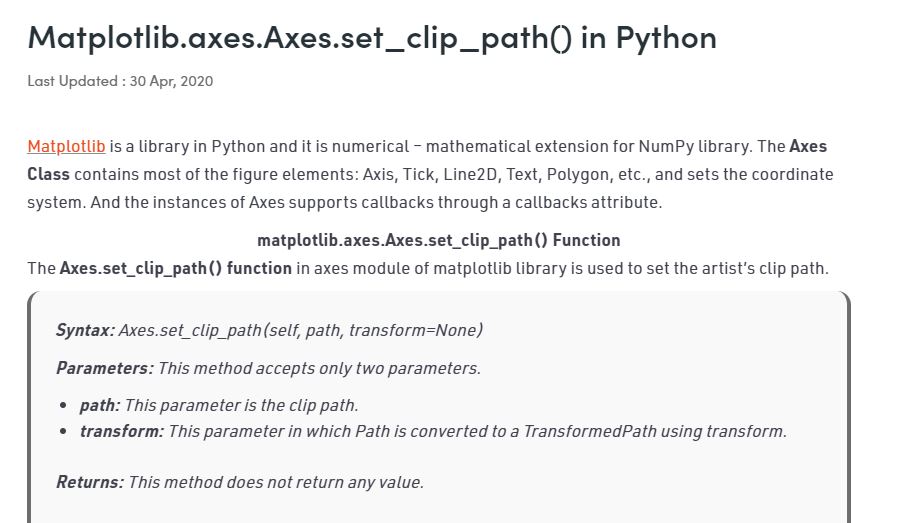 Matplotlib.axes.Axes.set_clip_path() in Python
Last Updated : 30 Apr, 2020
Matplotlib is a library in Python and it is numerical – mathematical extension for NumPy library. The Axes
Class contains most of the figure elements: Axis, Tick, Line2D, Text, Polygon, etc., and sets the coordinate
system. And the instances of Axes supports callbacks through a callbacks attribute.
matplotlib.axes.Axes.set_clip_path() Function
The Axes.set_clip_path() function in axes module of matplotlib library is used to set the artist’s clip path.
Syntax: Axes.set_clip_path(self, path, transform=None)
Parameters: This method accepts only two parameters.
• path: This parameter is the clip path.
• transform: This parameter in which Path is converted to a TransformedPath using transform.
Returns: This method does not return any value.